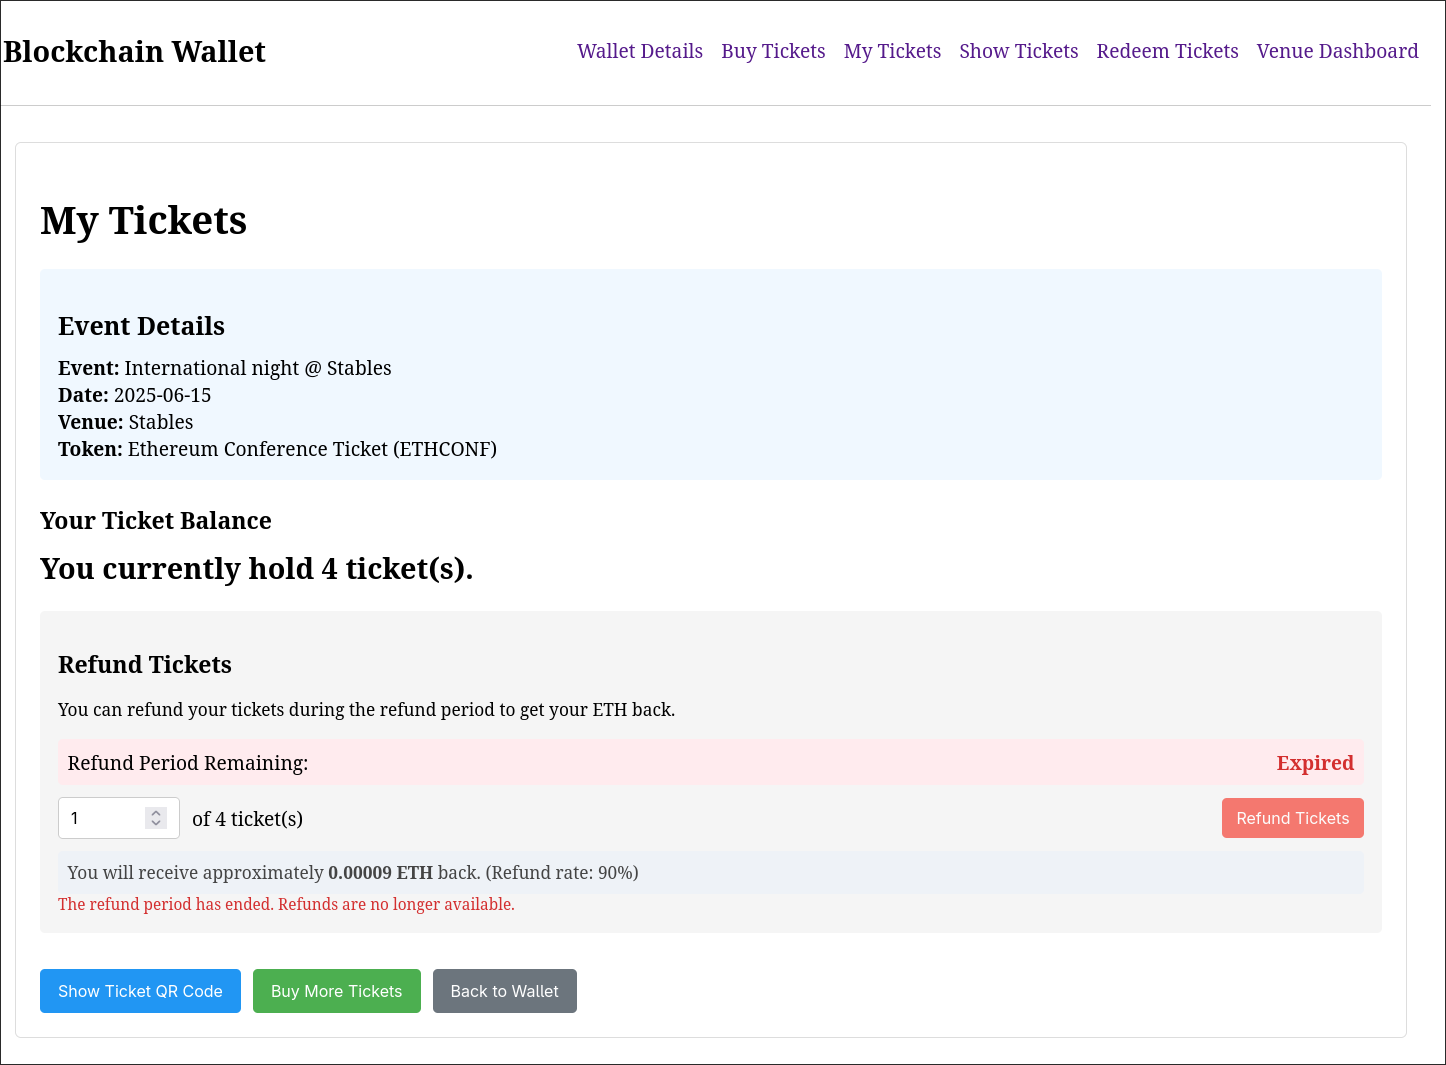 Blockchain Wallet
Wallet Details Buy Tickets My Tickets Show Tickets Redeem Tickets Venue Dashboard
My Tickets
Event Details
Event: International night @ Stables
Date: 2025-06-15
Venue: Stables
Token: Ethereum Conference Ticket (ETHCONF)
Your Ticket Balance
You currently hold 4 ticket(s).
Refund Tickets
You can refund your tickets during the refund period to get your ETH back.
Refund Period Remaining: Expired
1 of 4 ticket(s) Refund Tickets
You will receive approximately 0.00009 ETH back. (Refund rate: 90%)
The refund period has ended. Refunds are no longer available.
Show Ticket QR Code Buy More Tickets Back to Wallet